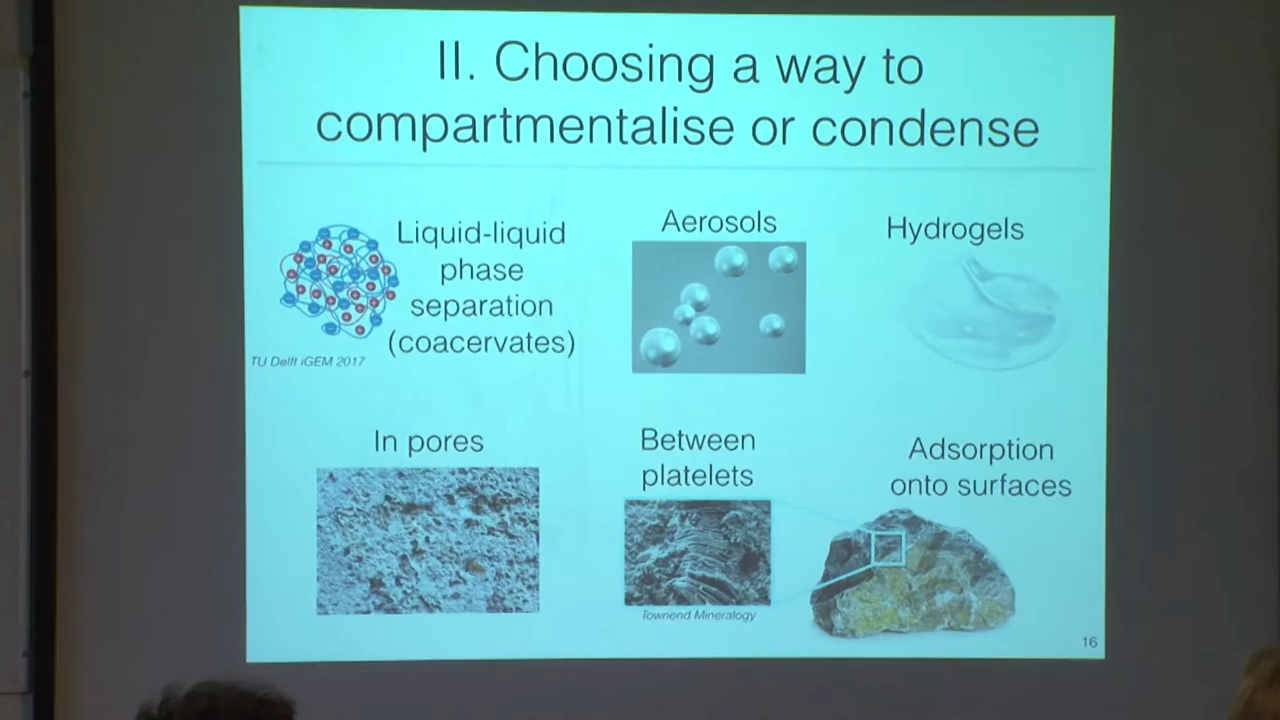 II. Choosing a way to
compartmentalise or condense
Liquid-liquid
phase
separation
(coacervates)
TU Delft iGEM 2017
Aerosols
Hydrogels
In pores
Between
platelets
Townend Mineralogy
Adsorption
onto surfaces
16